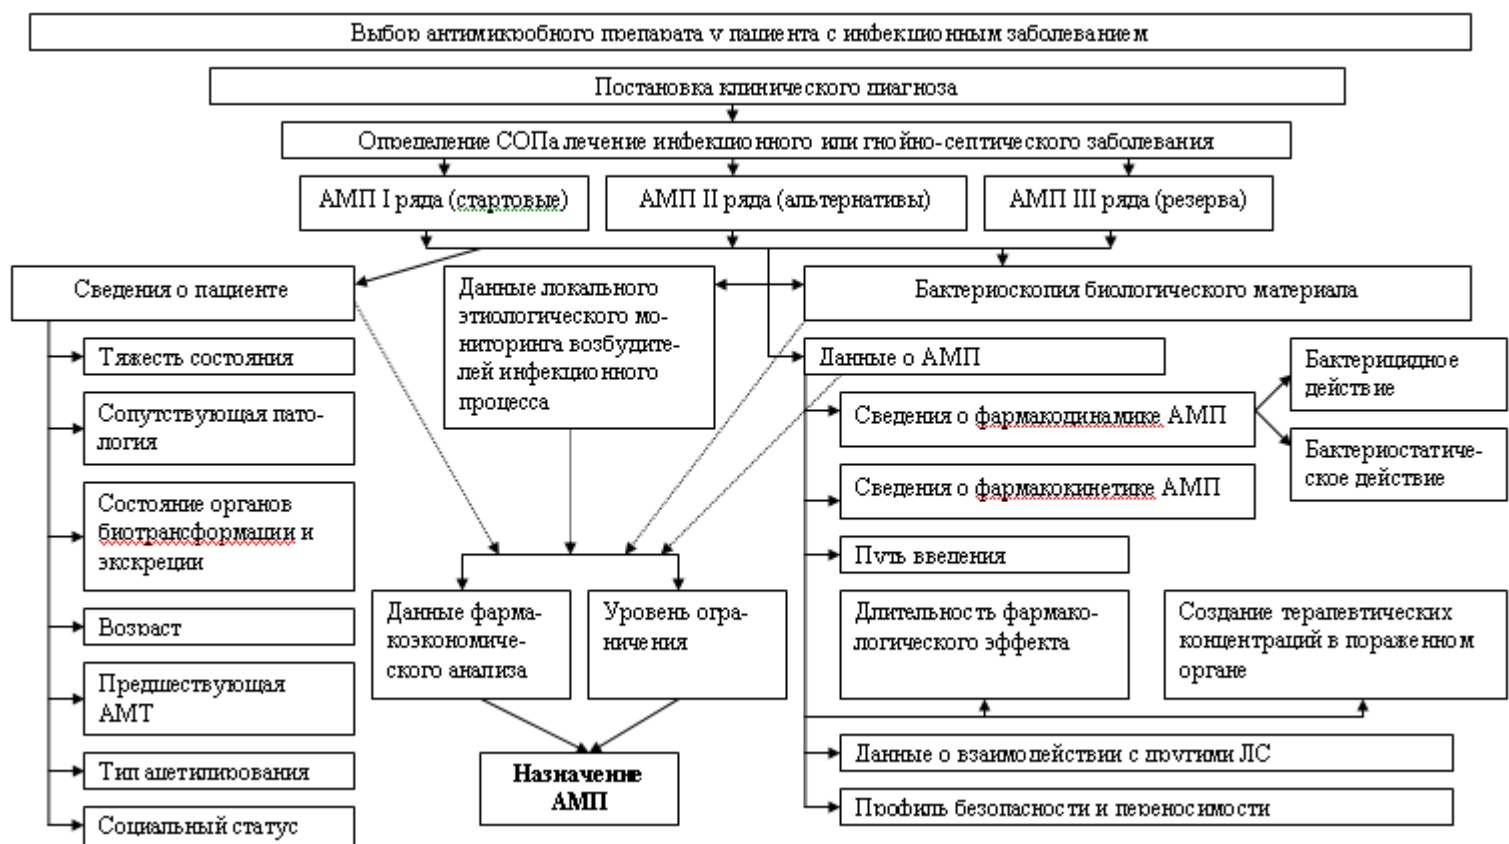 Выбор антимикробного препарата у пациента с инфекционным заболеванием
Постановка клинического диагноза
Определение СОПа лечение инфекционного или гнойно-септического заболевания
АМП I ряда (стартовые)
АМП II ряда (альтернативы)
АМП III ряда (резерва)
Сведения о пациенте
Тяжесть состояния
Сопутствующая пато-
логия
Состояние органов
биотрансформации и
экскреции
Возраст
Предшествующая
АМТ
Тип ацетилирования
Социальный статус
Данные локального
этиологического мо-
ниторинга возбудите-
лей инфекционного
процесса
Данные фарма-
коэкономиче-
ского анализа
Уровень огра-
ничения
Назначение
АМП
Бактериоскопия биологического материала
Данные о АМП
Сведения о фармакодинамике АМП
Бактерицидное
действие
Бактериостатиче-
ское действие
Сведения о фармакокинетике АМП
Путь введения
Длительность фармако-
логического эффекта
Создание терапевтических
концентраций в пораженном
органе
Данные о взаимодействии с другими ЛС
Профиль безопасности и переносимости